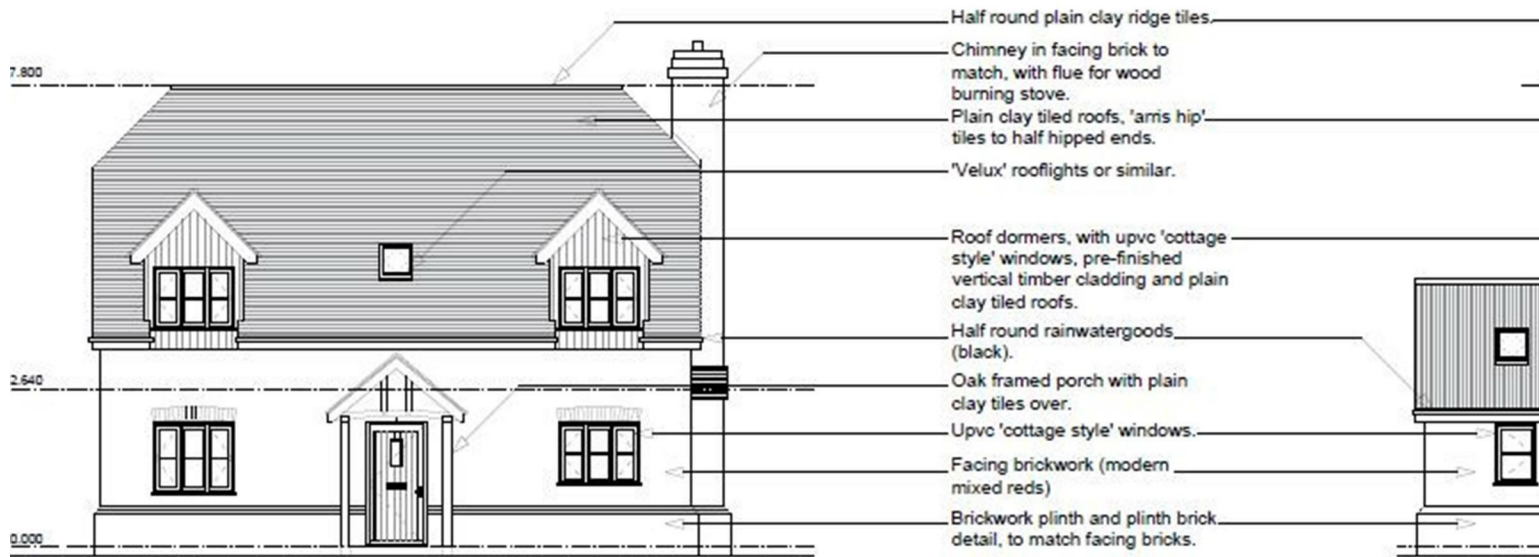 7.800
2.640
0.000
Half round plain clay ridge tiles.
Chimney in facing brick to
match, with flue for wood
burning stove.
Plain clay tiled roofs, 'arris hip'
tiles to half hipped ends.
'Velux' rooflights or similar.
Roof dormers, with upvc 'cottage
style' windows, pre-finished
vertical timber cladding and plain
clay tiled roofs.
Half round rainwatergoods
(black).
Oak framed porch with plain
clay tiles over.
Upvc 'cottage style' windows.
Facing brickwork (modern
mixed reds)
Brickwork plinth and plinth brick
detail, to match facing bricks.